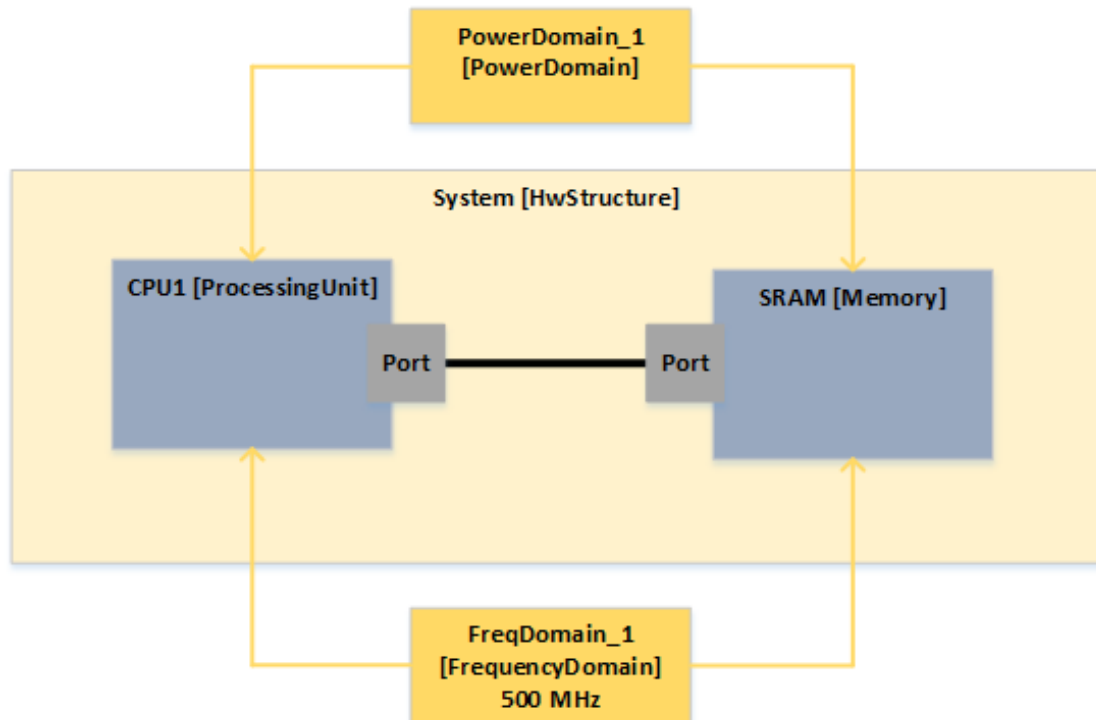 PowerDomain_1
[PowerDomain]
System [HwStructure]
CPU1 [ProcessingUnit]
SRAM [Memory]
Port
Port
FreqDomain_1
[FrequencyDomain]
500 MHz